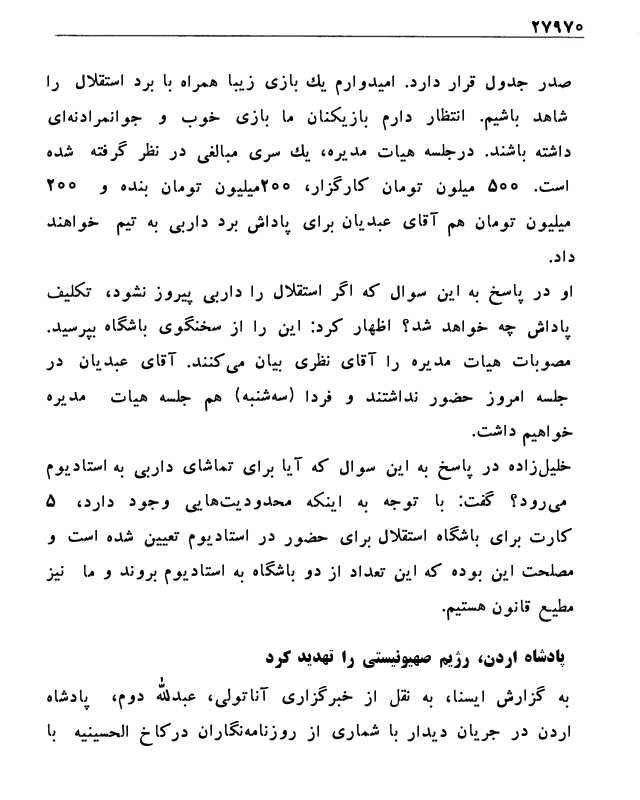 ۲۷۹۷۰
صدر جدول قرار دارد. امیدوارم یك بازی زیبا همراه با برد استقلال را
شاهد باشیم. انتظار دارم بازیکنان ما بازی خوب و جوانمرادنه‌ای
داشته باشند. درجلسه هیات مدیره، یك سری مبالغی در نظر گرفته شده
است. ۵۰۰ میلون تومان کارگزار، ۲۰۰میلیون تومان بنده و ۲۰۰
میلیون تومان هم آقای عبدیان برای پاداش برد داربی به تیم خواهند
داد.
او در پاسخ به این سوال که اگر استقلال را داربی پیروز نشود، تکلیف
پاداش چه خواهد شد؟ اظهار کرد: این را از سخنگوی باشگاه بپرسید.
مصوبات هیات مدیره را آقای نظری بیان می‌کنند. آقای عبدیان در
جلسه امروز حضور نداشتند و فردا (سه‌شنبه) هم جلسه هیات مدیره
خواهیم داشت.
خلیل‌زاده در پاسخ به این سوال که آیا برای تماشای داربی به استادیوم
می‌رود؟ گفت: با توجه به اینکه محدودیت‌هایی وجود دارد، ۵
کارت برای باشگاه استقلال برای حضور در استادیوم تعیین شده است و
مصلحت این بوده که این تعداد از دو باشگاه به استادیوم بروند و ما نیز
مطیع قانون هستیم.
پادشاه اردن، رژیم صهیونیستی را تهدید کرد
به گزارش ایسنا، به نقل از خبرگزاری آناتولی، عبدالله دوم، پادشاه
اردن در جریان دیدار با شماری از روزنامه‌نگاران درکاخ الحسینیه با